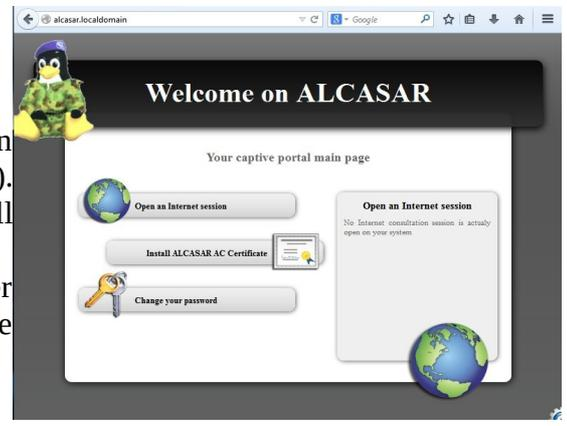 alcasar.localdomain
Google
Welcome on ALCASAR
Your captive portal main page
Open an Internet session
Install ALCASAR AC Certificate
Change your password
Open an Internet session
No Internet consultation session is actualy
open on your system